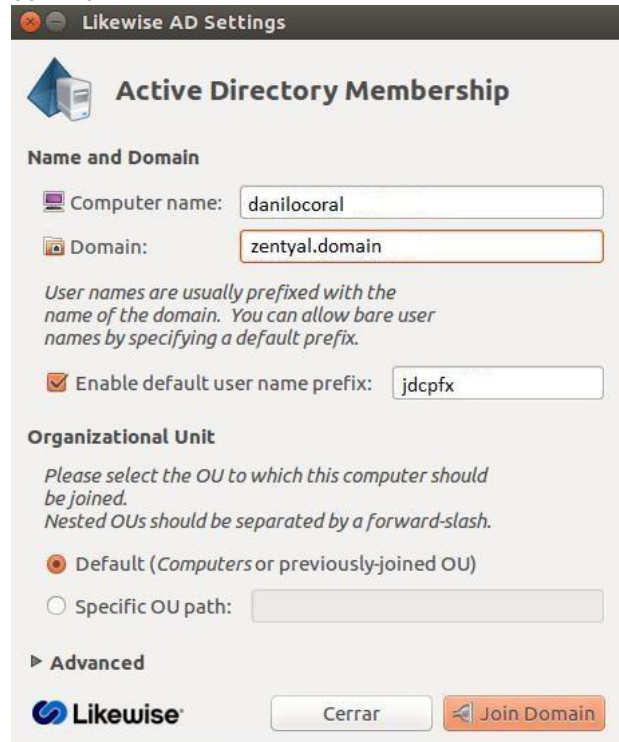 Likewise AD Settings
Active Directory Membership
Name and Domain
Computer name: danilocoral
Domain: zentyal.domain
User names are usually prefixed with the
name of the domain. You can allow bare user
names by specifying a default prefix.
Enable default user name prefix: jdcpfx
Organizational Unit
Please select the OU to which this computer should
be joined.
Nested OUs should be separated by a forward-slash.
Default (Computers or previously-joined OU)
Specific OU path:
Advanced
Likewise Cerrar Join Domain